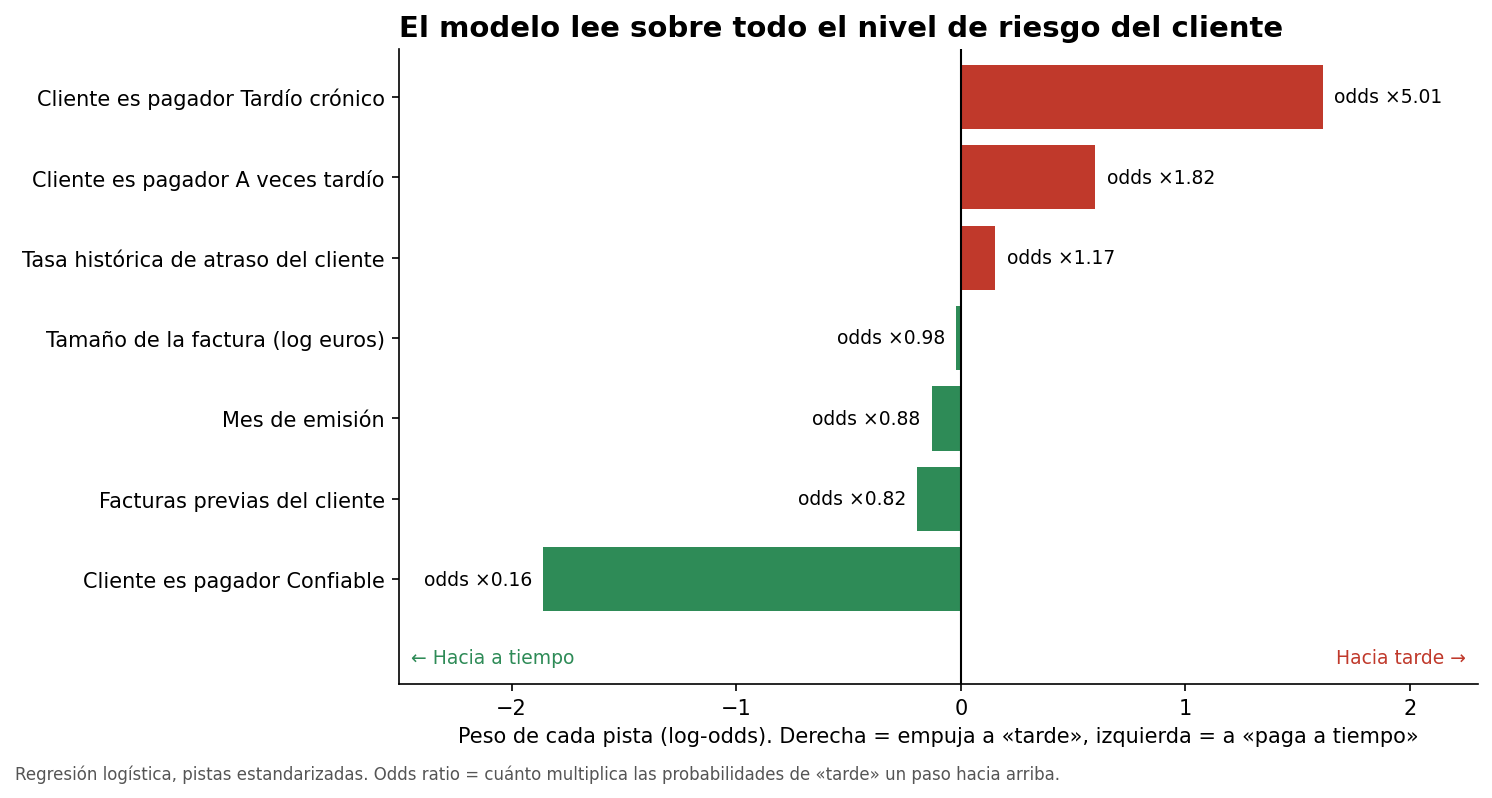 El modelo lee sobre todo el nivel de riesgo del cliente
Cliente es pagador Tardío crónico
odds ×5.01
Cliente es pagador A veces tardío
odds ×1.82
Tasa histórica de atraso del cliente
odds ×1.17
Tamaño de la factura (log euros)
odds ×0.98
Mes de emisión
odds ×0.88
Facturas previas del cliente
odds ×0.82
Cliente es pagador Confiable
odds ×0.16
← Hacia a tiempo
Hacia tarde →
−2 −1 0 1 2
Peso de cada pista (log-odds). Derecha = empuja a «tarde», izquierda = a «paga a tiempo»
Regresión logística, pistas estandarizadas. Odds ratio = cuánto multiplica las probabilidades de «tarde» un paso hacia arriba.